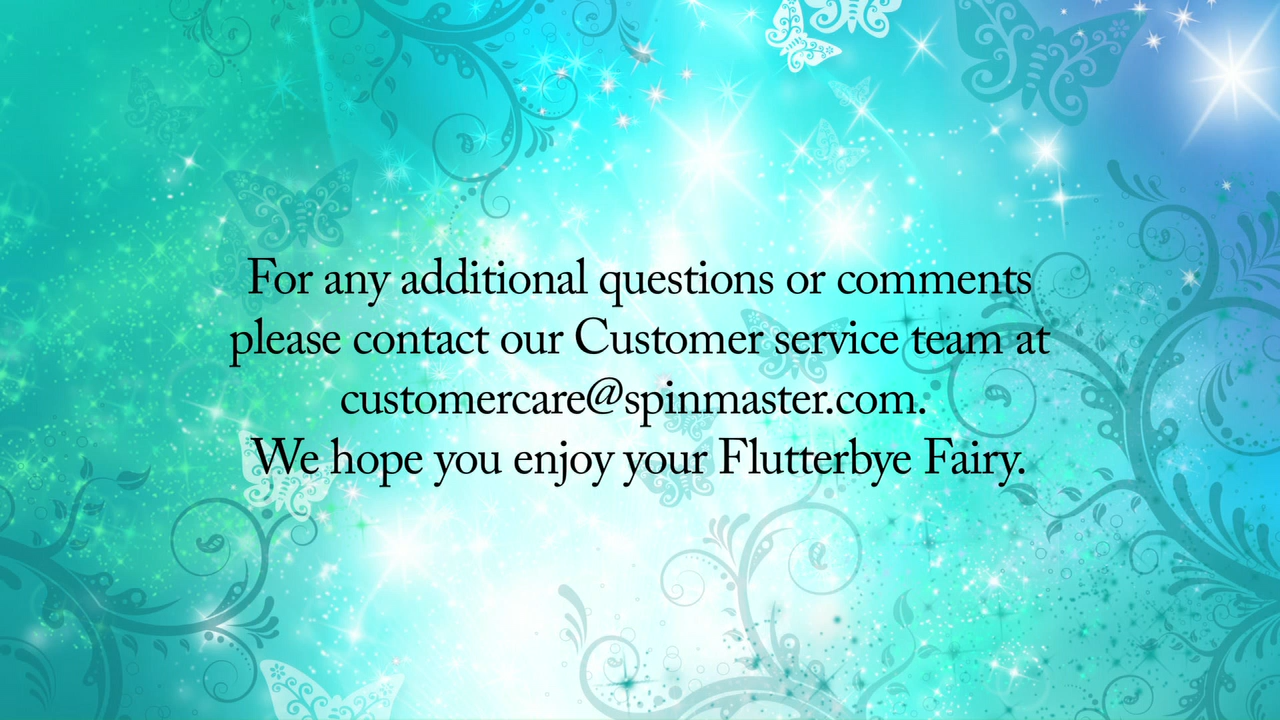 For any additional questions or comments
please contact our Customer service team at
customercare@spinmaster.com.
We hope you enjoy your Flutterbye Fairy.